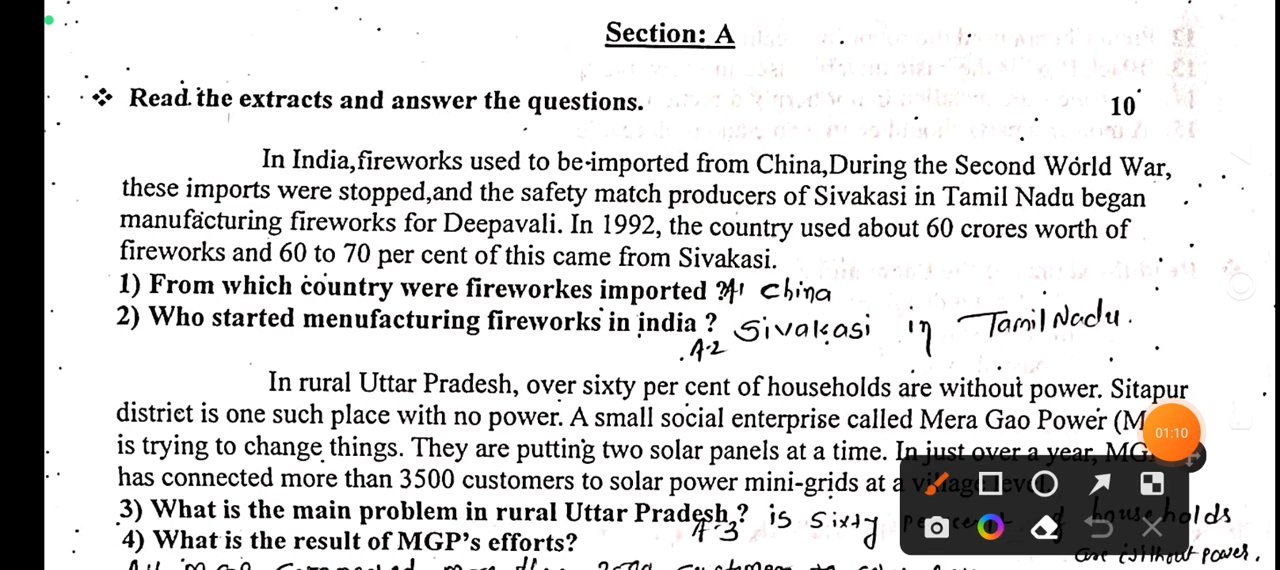 Section: A
❖ Read the extracts and answer the questions. 10
In India,fireworks used to be imported from China,During the Second World War,
these imports were stopped,and the safety match producers of Sivakasi in Tamil Nadu began
manufacturing fireworks for Deepavali. In 1992, the country used about 60 crores worth of
fireworks and 60 to 70 per cent of this came from Sivakasi.
1) From which country were fireworkes imported ? A1 China
2) Who started menufacturing fireworks in india ? Sivakasi in Tamil Nadu.
A-2
In rural Uttar Pradesh, over sixty per cent of households are without power. Sitapur
district is one such place with no power. A small social enterprise called Mera Gao Power (M
01:10
is trying to change things. They are putting two solar panels at a time. In just over a year, MG
has connected more than 3500 customers to solar power mini-grids at a village level
3) What is the main problem in rural Uttar Pradesh ? is sixty households
A-3
4) What is the result of MGP's efforts? are without power.